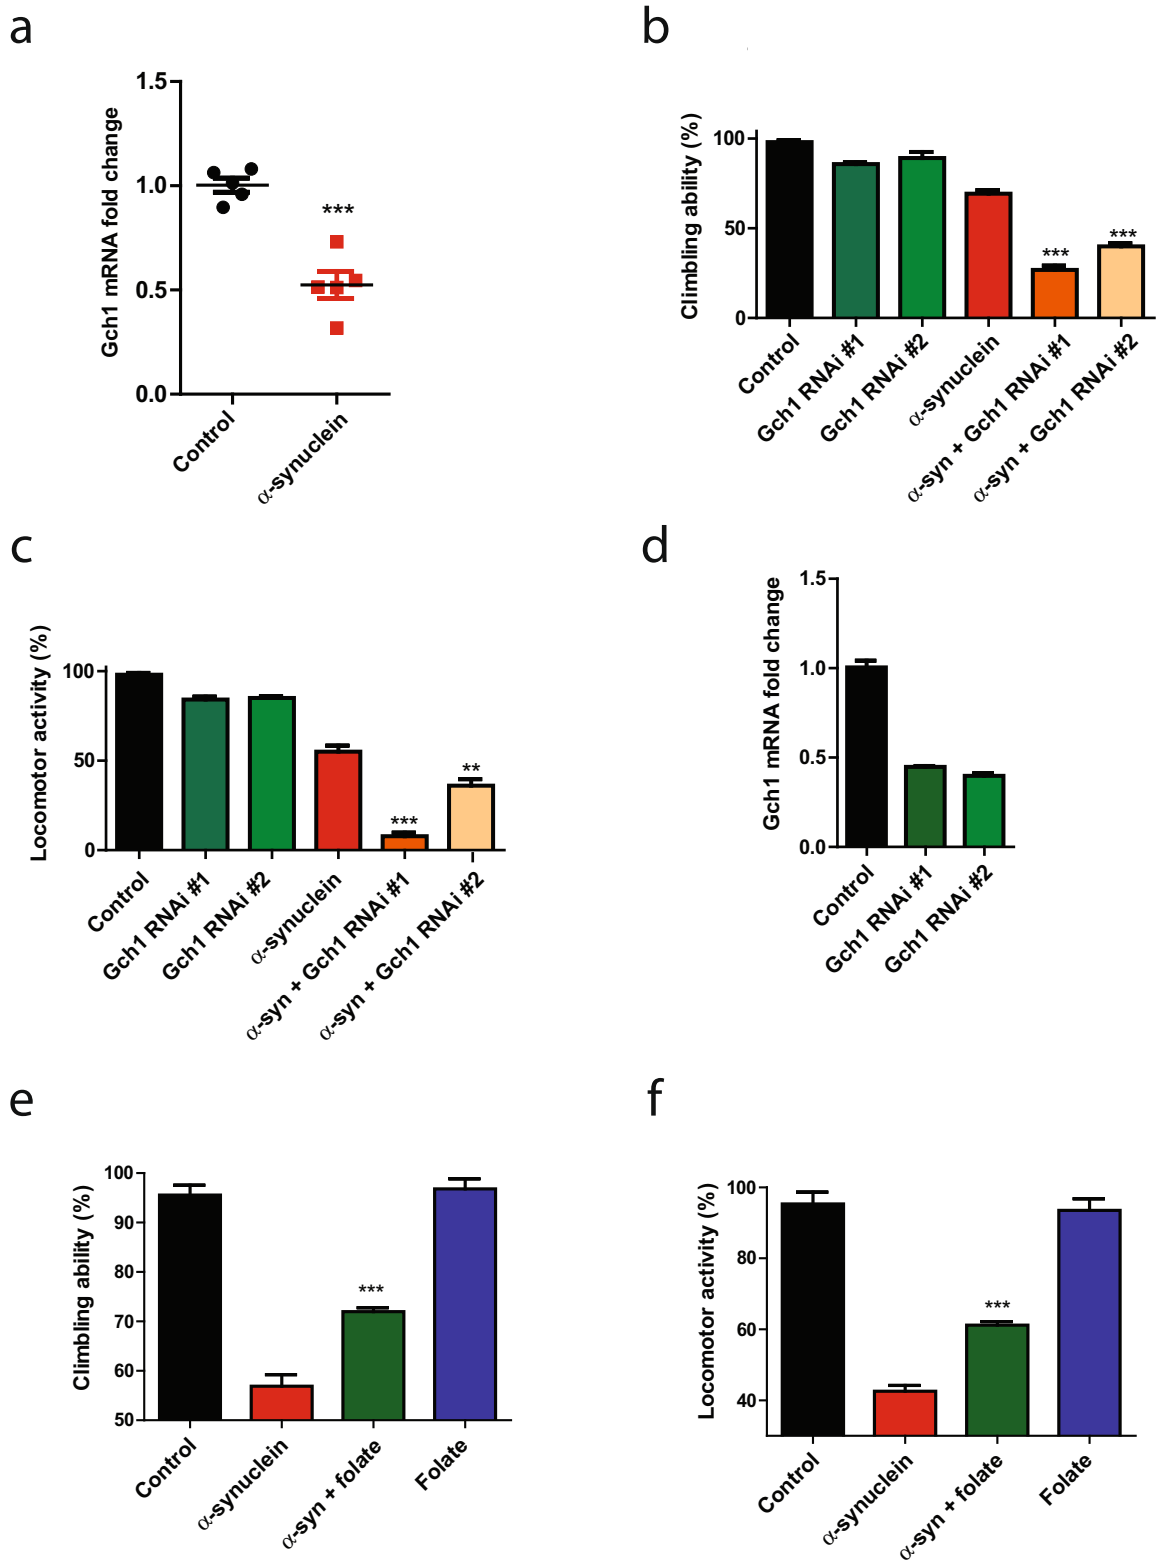 a
Gch1 mRNA fold change
1.5
1.0
0.5
0.0
***
Control
α-synuclein
b
Climbling ability (%)
100
50
0
***
***
Control
Gch1 RNAi #1
Gch1 RNAi #2
α-synuclein
α-syn + Gch1 RNAi #1
α-syn + Gch1 RNAi #2
c
Locomotor activity (%)
100
50
0
***
**
Control
Gch1 RNAi #1
Gch1 RNAi #2
α-synuclein
α-syn + Gch1 RNAi #1
α-syn + Gch1 RNAi #2
d
Gch1 mRNA fold change
1.5
1.0
0.5
0.0
Control
Gch1 RNAi #1
Gch1 RNAi #2
e
Climbling ability (%)
100
90
80
70
60
50
***
Control
α-synuclein
α-syn + folate
Folate
f
Locomotor activity (%)
100
80
60
40
***
Control
α-synuclein
α-syn + folate
Folate